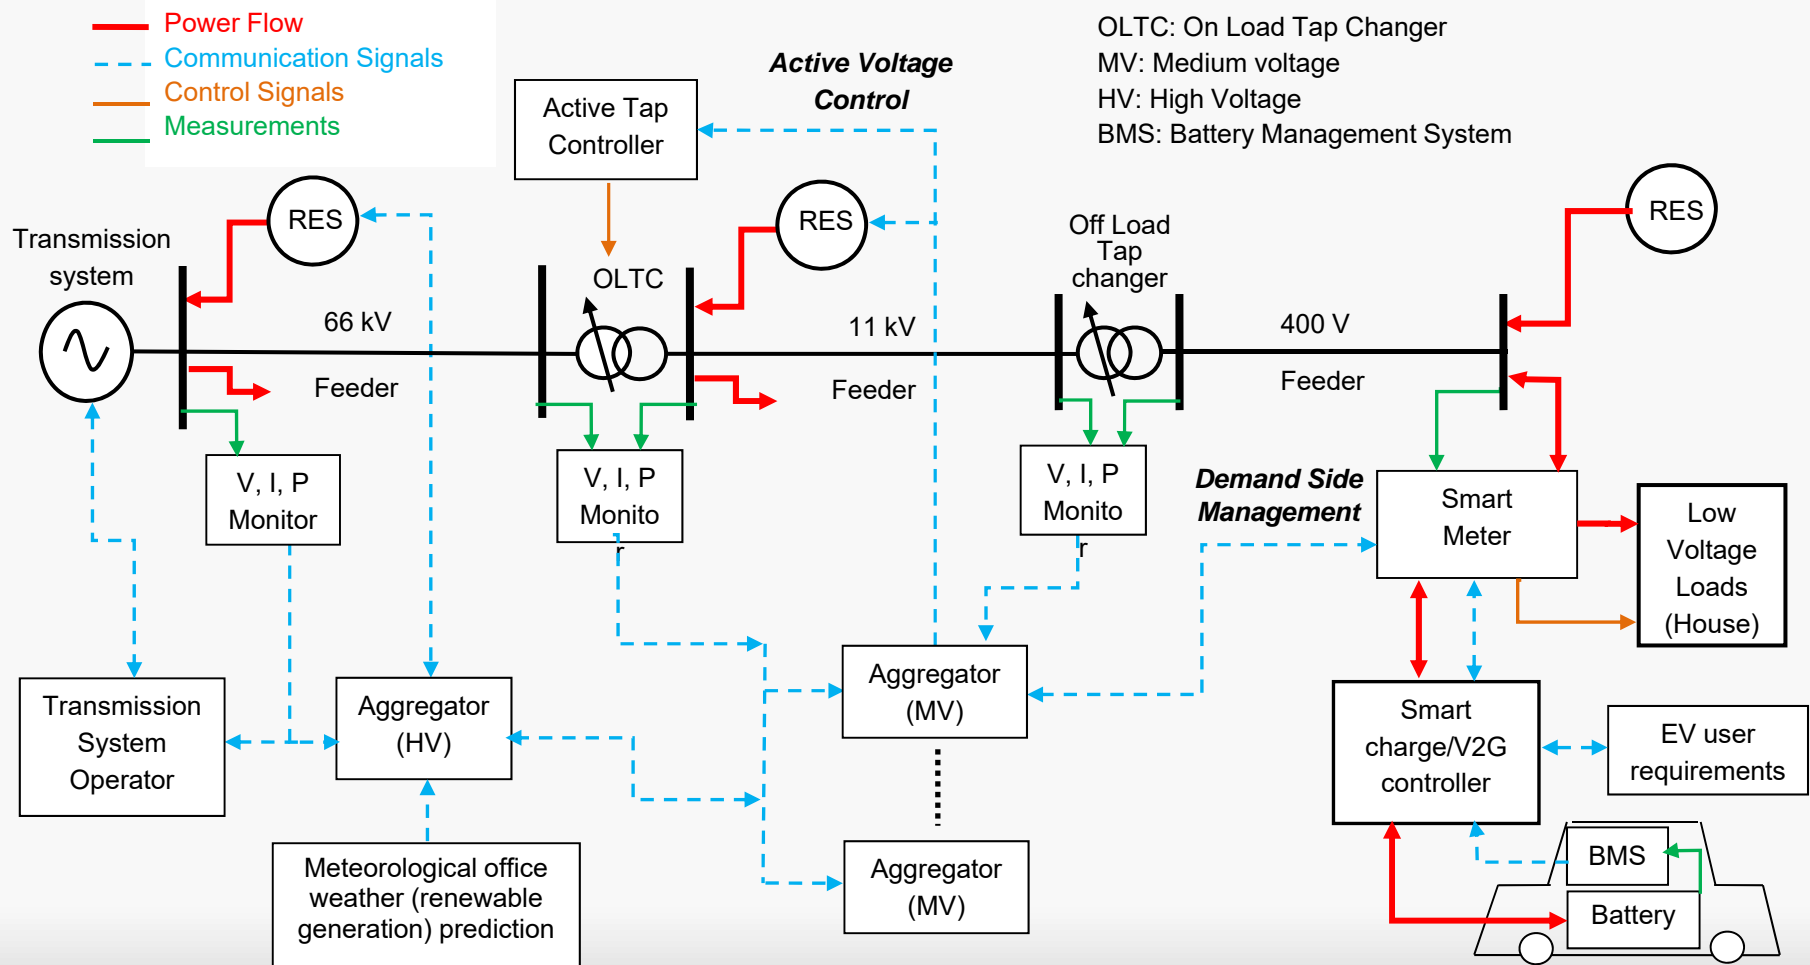 Power Flow
Communication Signals
Control Signals
Measurements
OLTC: On Load Tap Changer
MV: Medium voltage
HV: High Voltage
BMS: Battery Management System
Active Voltage
Control
Active Tap
Controller
RES
RES
RES
Transmission
system
OLTC
Off Load
Tap
changer
66 kV
11 kV
400 V
Feeder
Feeder
Feeder
V, I, P
Monitor
V, I, P
Monito
r
V, I, P
Monito
r
Demand Side
Management
Smart
Meter
Low
Voltage
Loads
(House)
Transmission
System
Operator
Aggregator
(HV)
Aggregator
(MV)
Smart
charge/V2G
controller
EV user
requirements
Meteorological office
weather (renewable
generation) prediction
Aggregator
(MV)
BMS
Battery